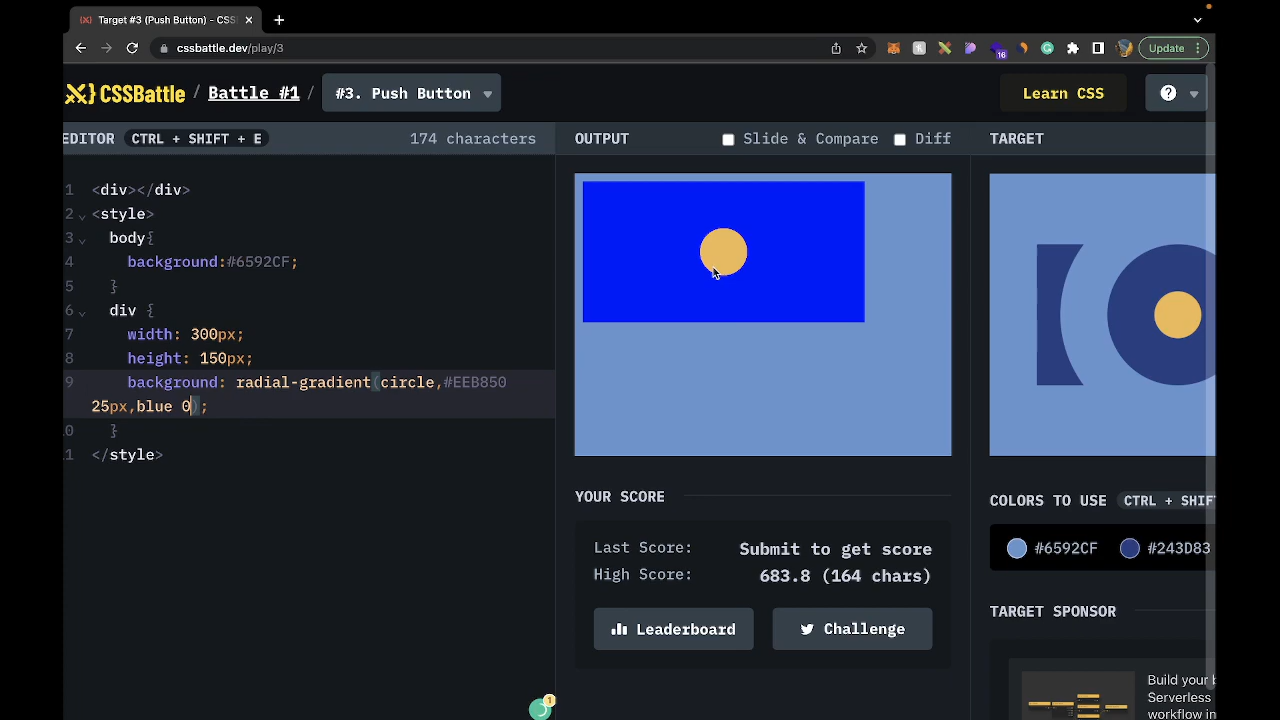 Target #3 (Push Button) - CSS
cssbattle.dev/play/3
16
Update
CSSBattle / Battle #1 / #3. Push Button
Learn CSS
EDITOR CTRL + SHIFT + E 174 characters
OUTPUT Slide & Compare Diff
TARGET
1 <div></div>
2 <style>
3 body{
4 background:#6592CF;
5 }
6 div {
7 width: 300px;
8 height: 150px;
9 background: radial-gradient(circle,#EEB850
25px,blue 0);
10 }
11 </style>
YOUR SCORE
Last Score: Submit to get score
High Score: 683.8 (164 chars)
Leaderboard
Challenge
COLORS TO USE CTRL + SHIF
#6592CF #243D83
TARGET SPONSOR
Build your
Serverless
workflow in
1